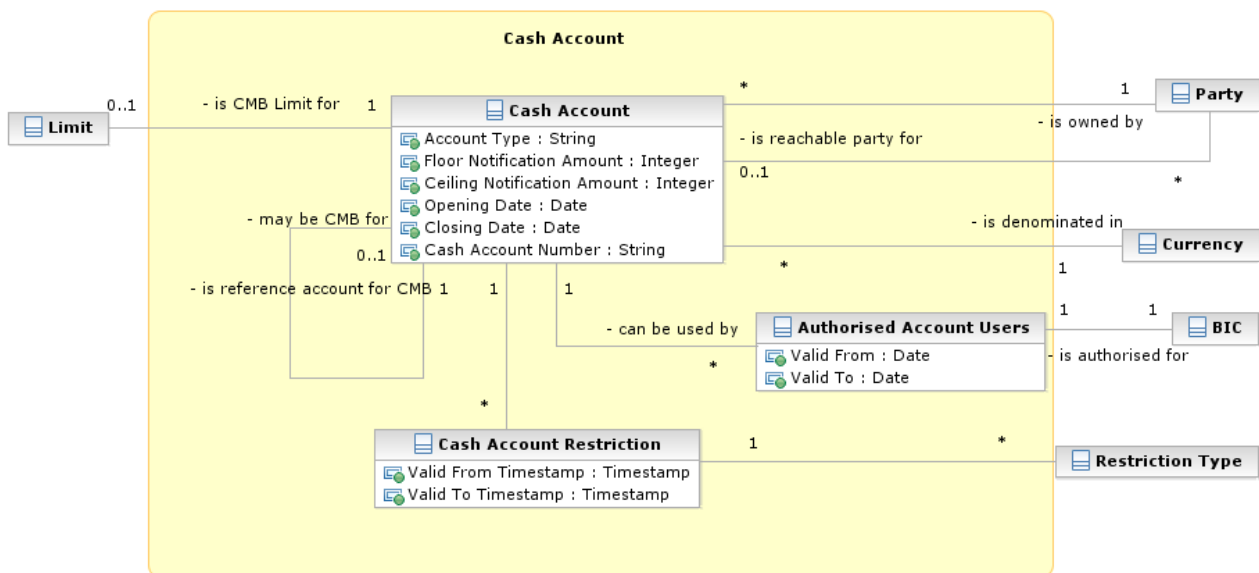 Cash Account
0..1
- is CMB Limit for
1
*
1
Limit
Cash Account
Party
Account Type : String
Floor Notification Amount : Integer
Ceiling Notification Amount : Integer
Opening Date : Date
Closing Date : Date
Cash Account Number : String
- is owned by
- is reachable party for
0..1
*
- may be CMB for
0..1
- is denominated in
*
1
Currency
- is reference account for CMB
1
1
1
- can be used by
*
Authorised Account Users
Valid From : Date
Valid To : Date
1
1
BIC
- is authorised for
*
Cash Account Restriction
Valid From Timestamp : Timestamp
Valid To Timestamp : Timestamp
1
*
Restriction Type